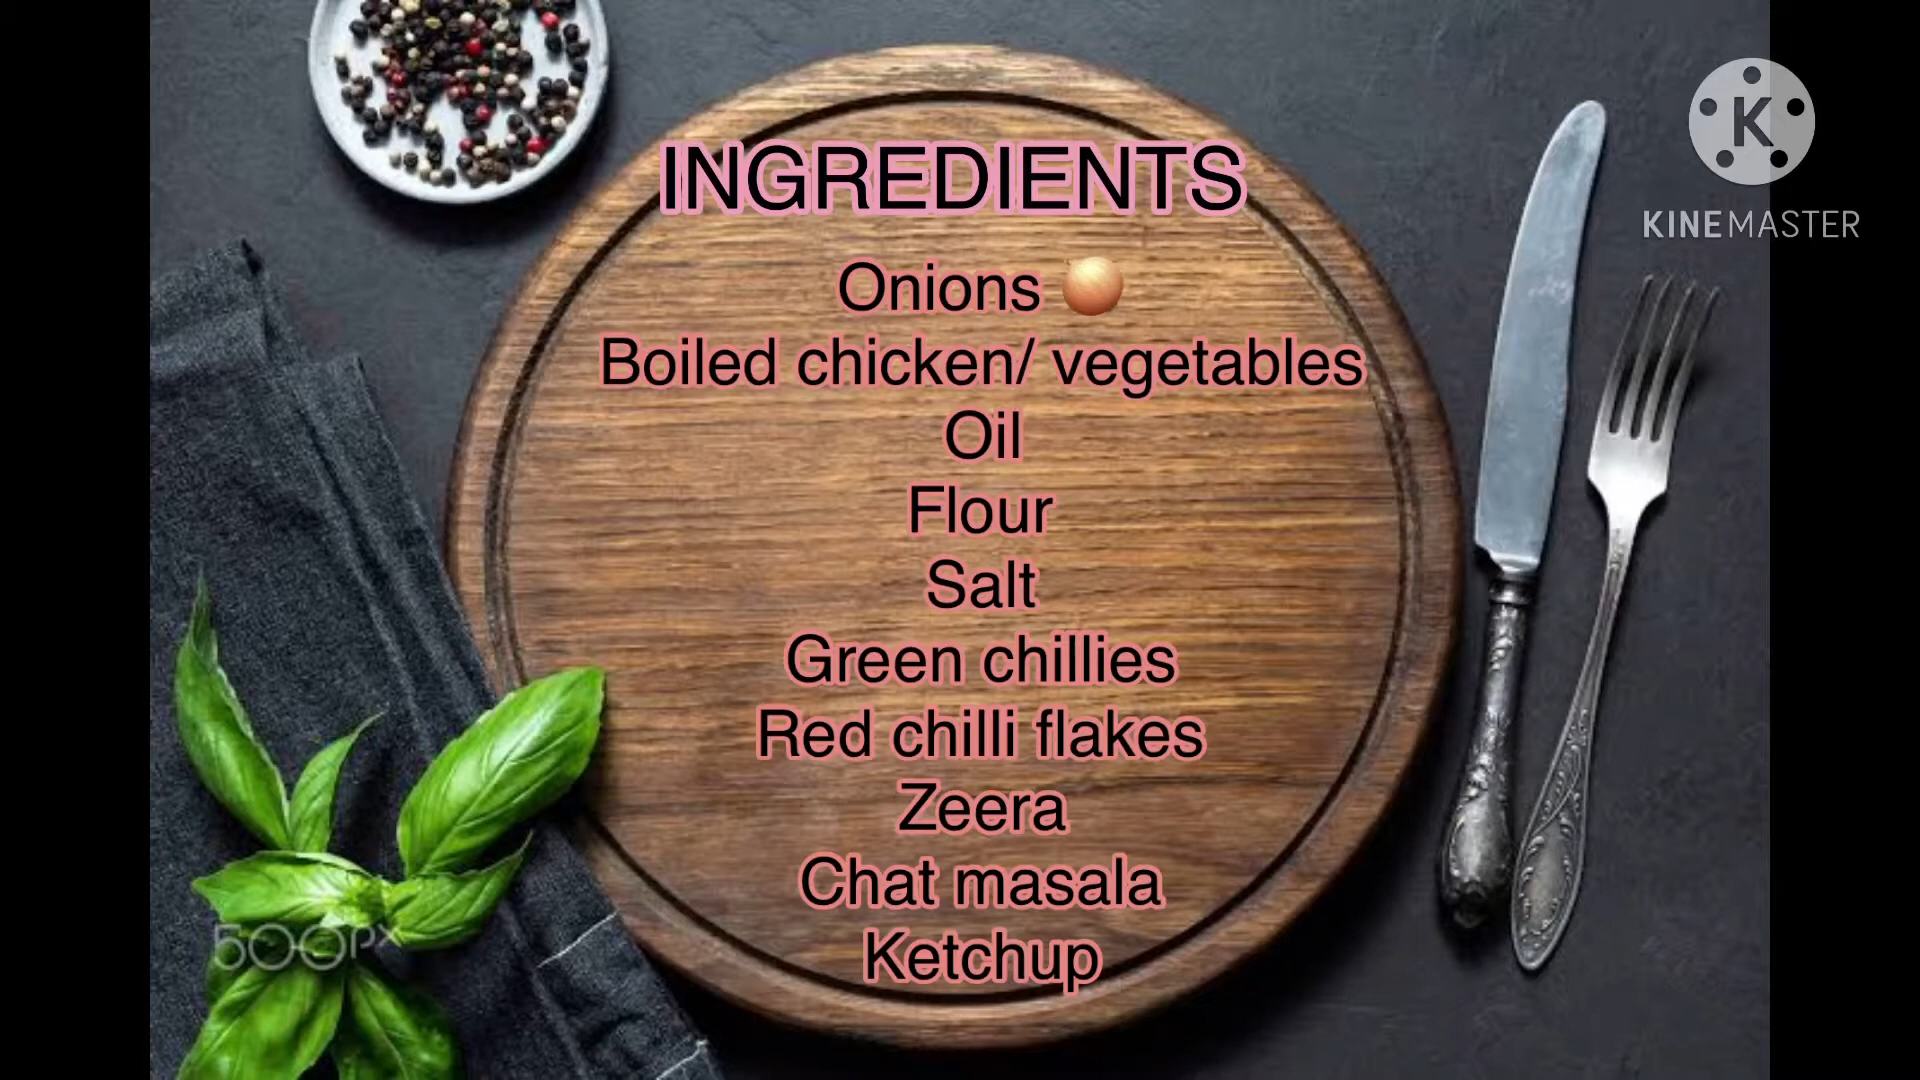 K
KINEMASTER
INGREDIENTS
Onions 🧅
Boiled chicken/ vegetables
Oil
Flour
Salt
Green chillies
Red chilli flakes
Zeera
Chat masala
Ketchup
500px